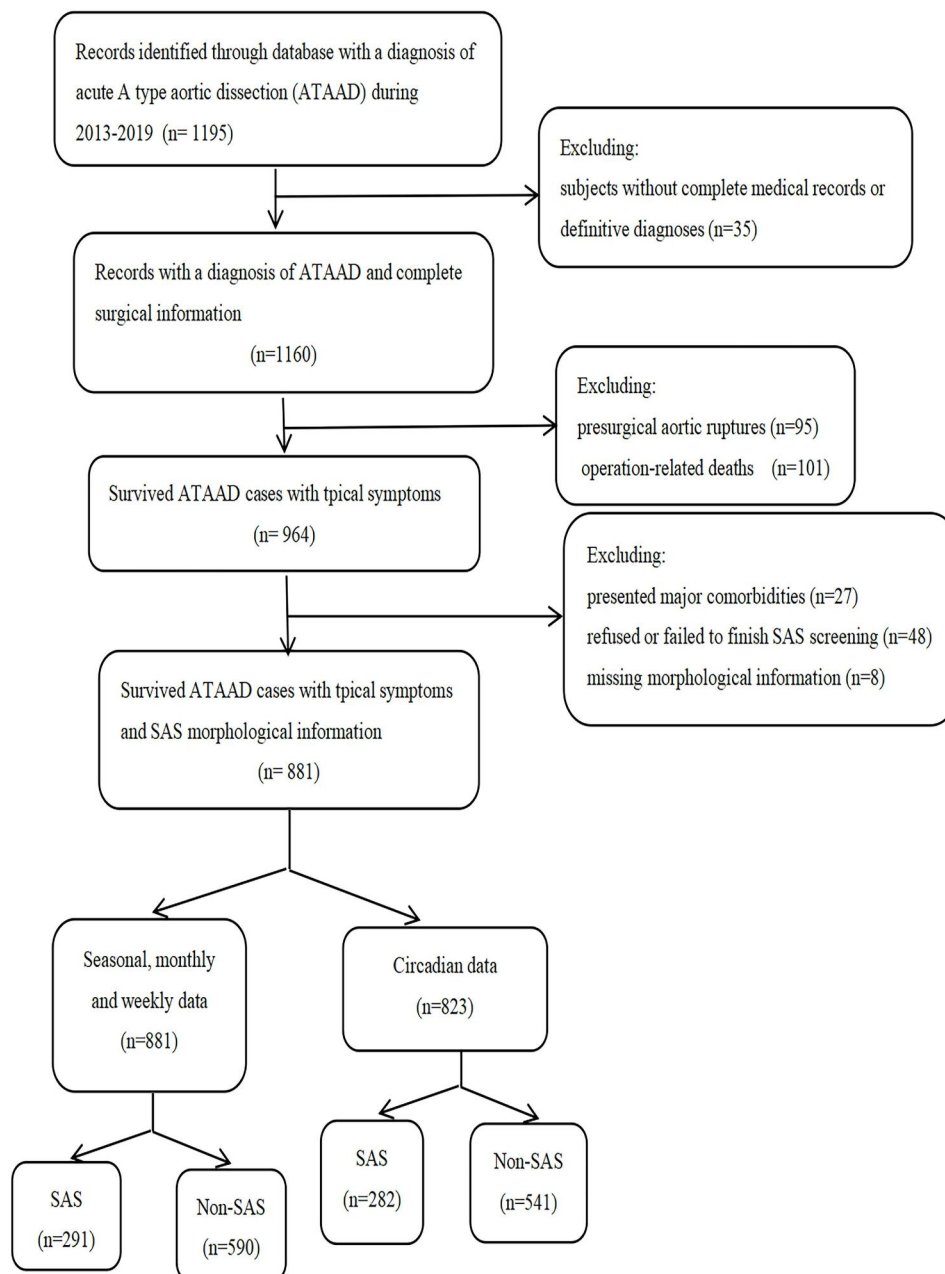 Records identified through database with a diagnosis of
acute A type aortic dissection (ATAAD) during
2013-2019 (n= 1195)
Excluding:
subjects without complete medical records or
definitive diagnoses (n=35)
Records with a diagnosis of ATAAD and complete
surgical information
(n=1160)
Excluding:
presurgical aortic ruptures (n=95)
operation-related deaths (n=101)
Survived ATAAD cases with tpical symptoms
(n= 964)
Excluding:
presented major comorbidities (n=27)
refused or failed to finish SAS screening (n=48)
missing morphological information (n=8)
Survived ATAAD cases with tpical symptoms
and SAS morphological information
(n= 881)
Seasonal, monthly
and weekly data
(n=881)
Circadian data
(n=823)
SAS
(n=291)
Non-SAS
(n=590)
SAS
(n=282)
Non-SAS
(n=541)